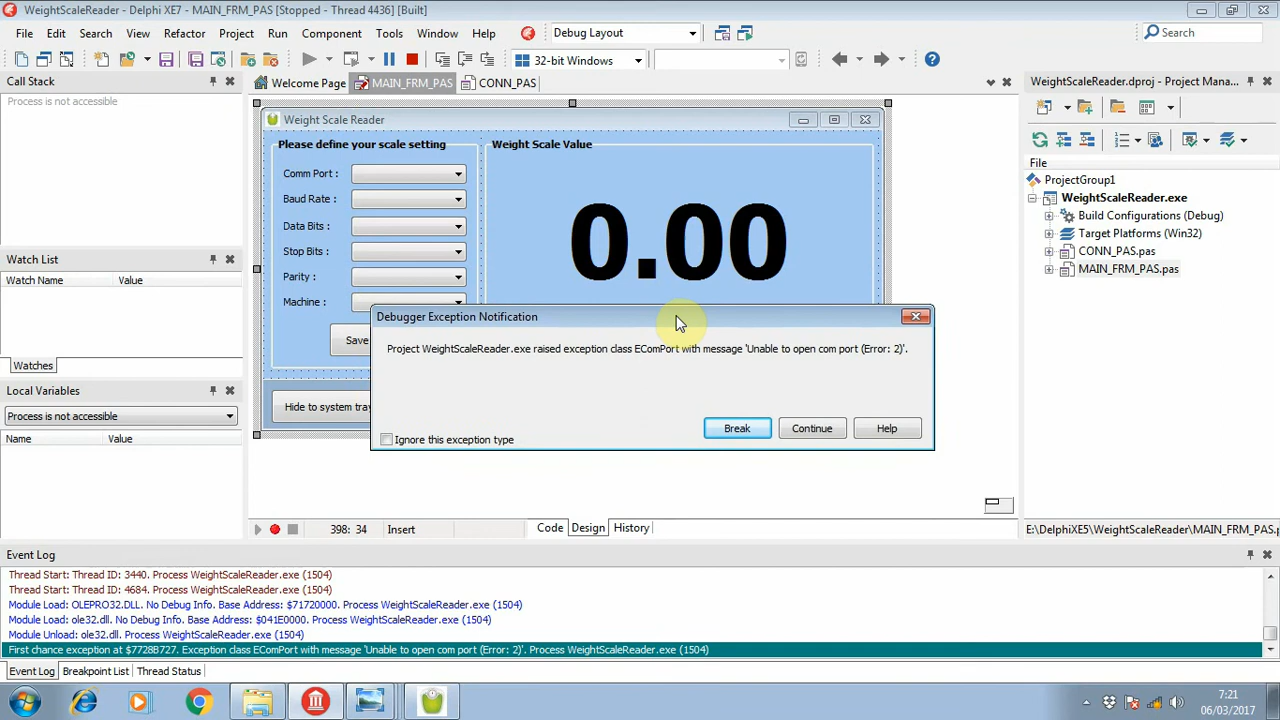 WeightScaleReader - Delphi XE7 - MAIN_FRM_PAS [Stopped - Thread 4436] [Built]
File Edit Search View Refactor Project Run Component Tools Window Help Debug Layout Search
32-bit Windows
Call Stack
Process is not accessible
Watch List
Watch Name Value
Watches
Local Variables
Process is not accessible
Name Value
Welcome Page MAIN_FRM_PAS CONN_PAS
Weight Scale Reader
Please define your scale setting
Comm Port :
Baud Rate :
Data Bits :
Stop Bits :
Parity :
Machine :
Save
Hide to system tray
Weight Scale Value
0.00
Debugger Exception Notification
Project WeightScaleReader.exe raised exception class EComPort with message 'Unable to open com port (Error: 2)'.
Break Continue Help
Ignore this exception type
398: 34 Insert Code Design History
WeightScaleReader.dproj - Project Mana...
File
ProjectGroup1
WeightScaleReader.exe
Build Configurations (Debug)
Target Platforms (Win32)
CONN_PAS.pas
MAIN_FRM_PAS.pas
E:\DelphiXE5\WeightScaleReader\MAIN_FRM_PAS.p
Event Log
Thread Start: Thread ID: 3440. Process WeightScaleReader.exe (1504)
Thread Start: Thread ID: 4684. Process WeightScaleReader.exe (1504)
Module Load: OLEPRO32.DLL. No Debug Info. Base Address: $71720000. Process WeightScaleReader.exe (1504)
Module Load: ole32.dll. No Debug Info. Base Address: $041E0000. Process WeightScaleReader.exe (1504)
Module Unload: ole32.dll. Process WeightScaleReader.exe (1504)
First chance exception at $7728B727. Exception class EComPort with message 'Unable to open com port (Error: 2)'. Process WeightScaleReader.exe (1504)
Event Log Breakpoint List Thread Status
7:21
06/03/2017